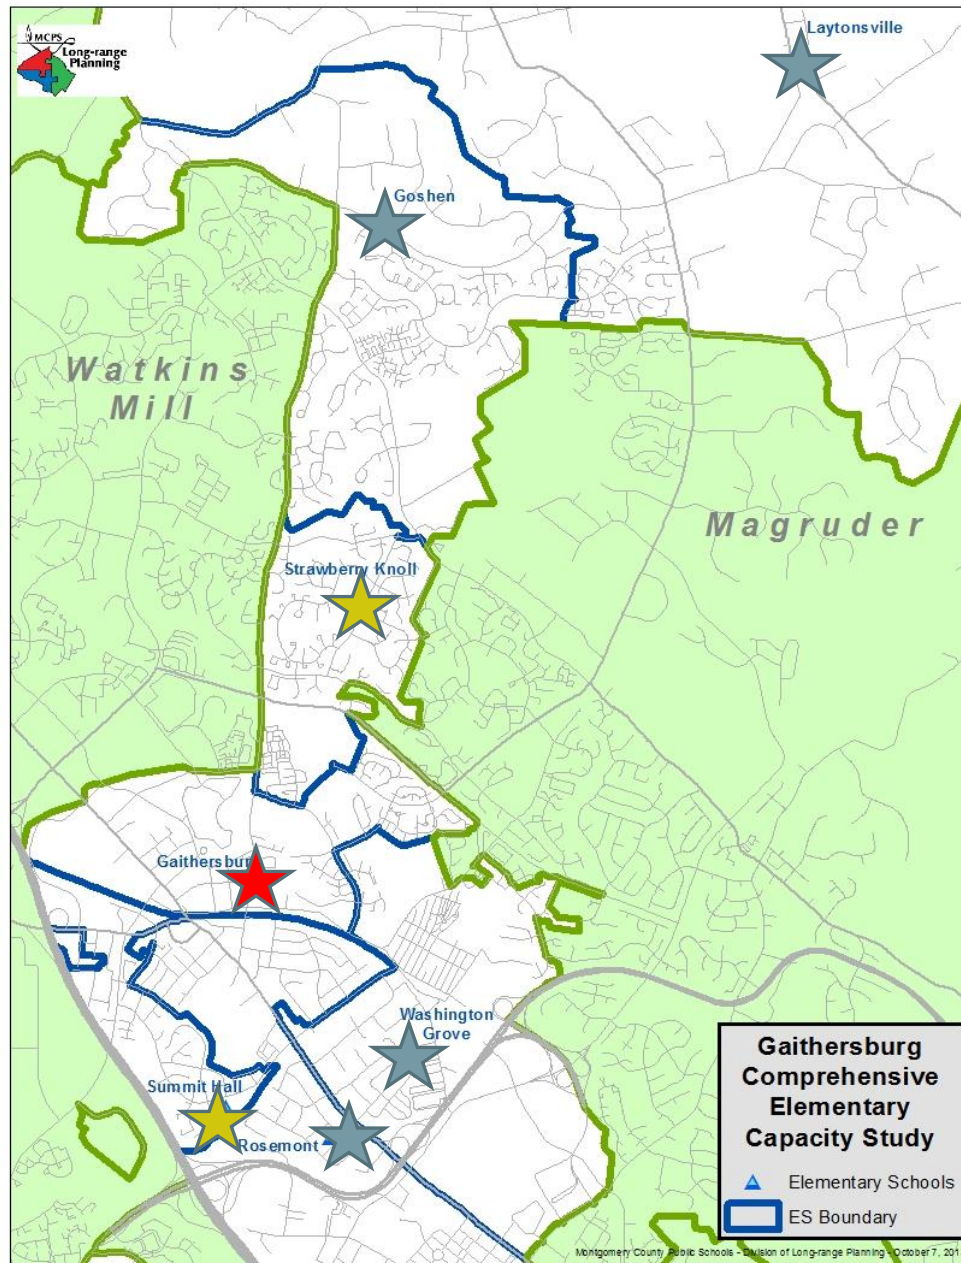 MCPS
Long-range
Planning
Laytonsville
Goshen
Watkins
Mill
Magruder
Strawberry Knoll
Gaithersbur
Washington
Grove
Summit Hall
Rosemont
Gaithersburg
Comprehensive
Elementary
Capacity Study
Elementary Schools
ES Boundary
Montgomery County Public Schools - Division of Long-range Planning - October 7, 201